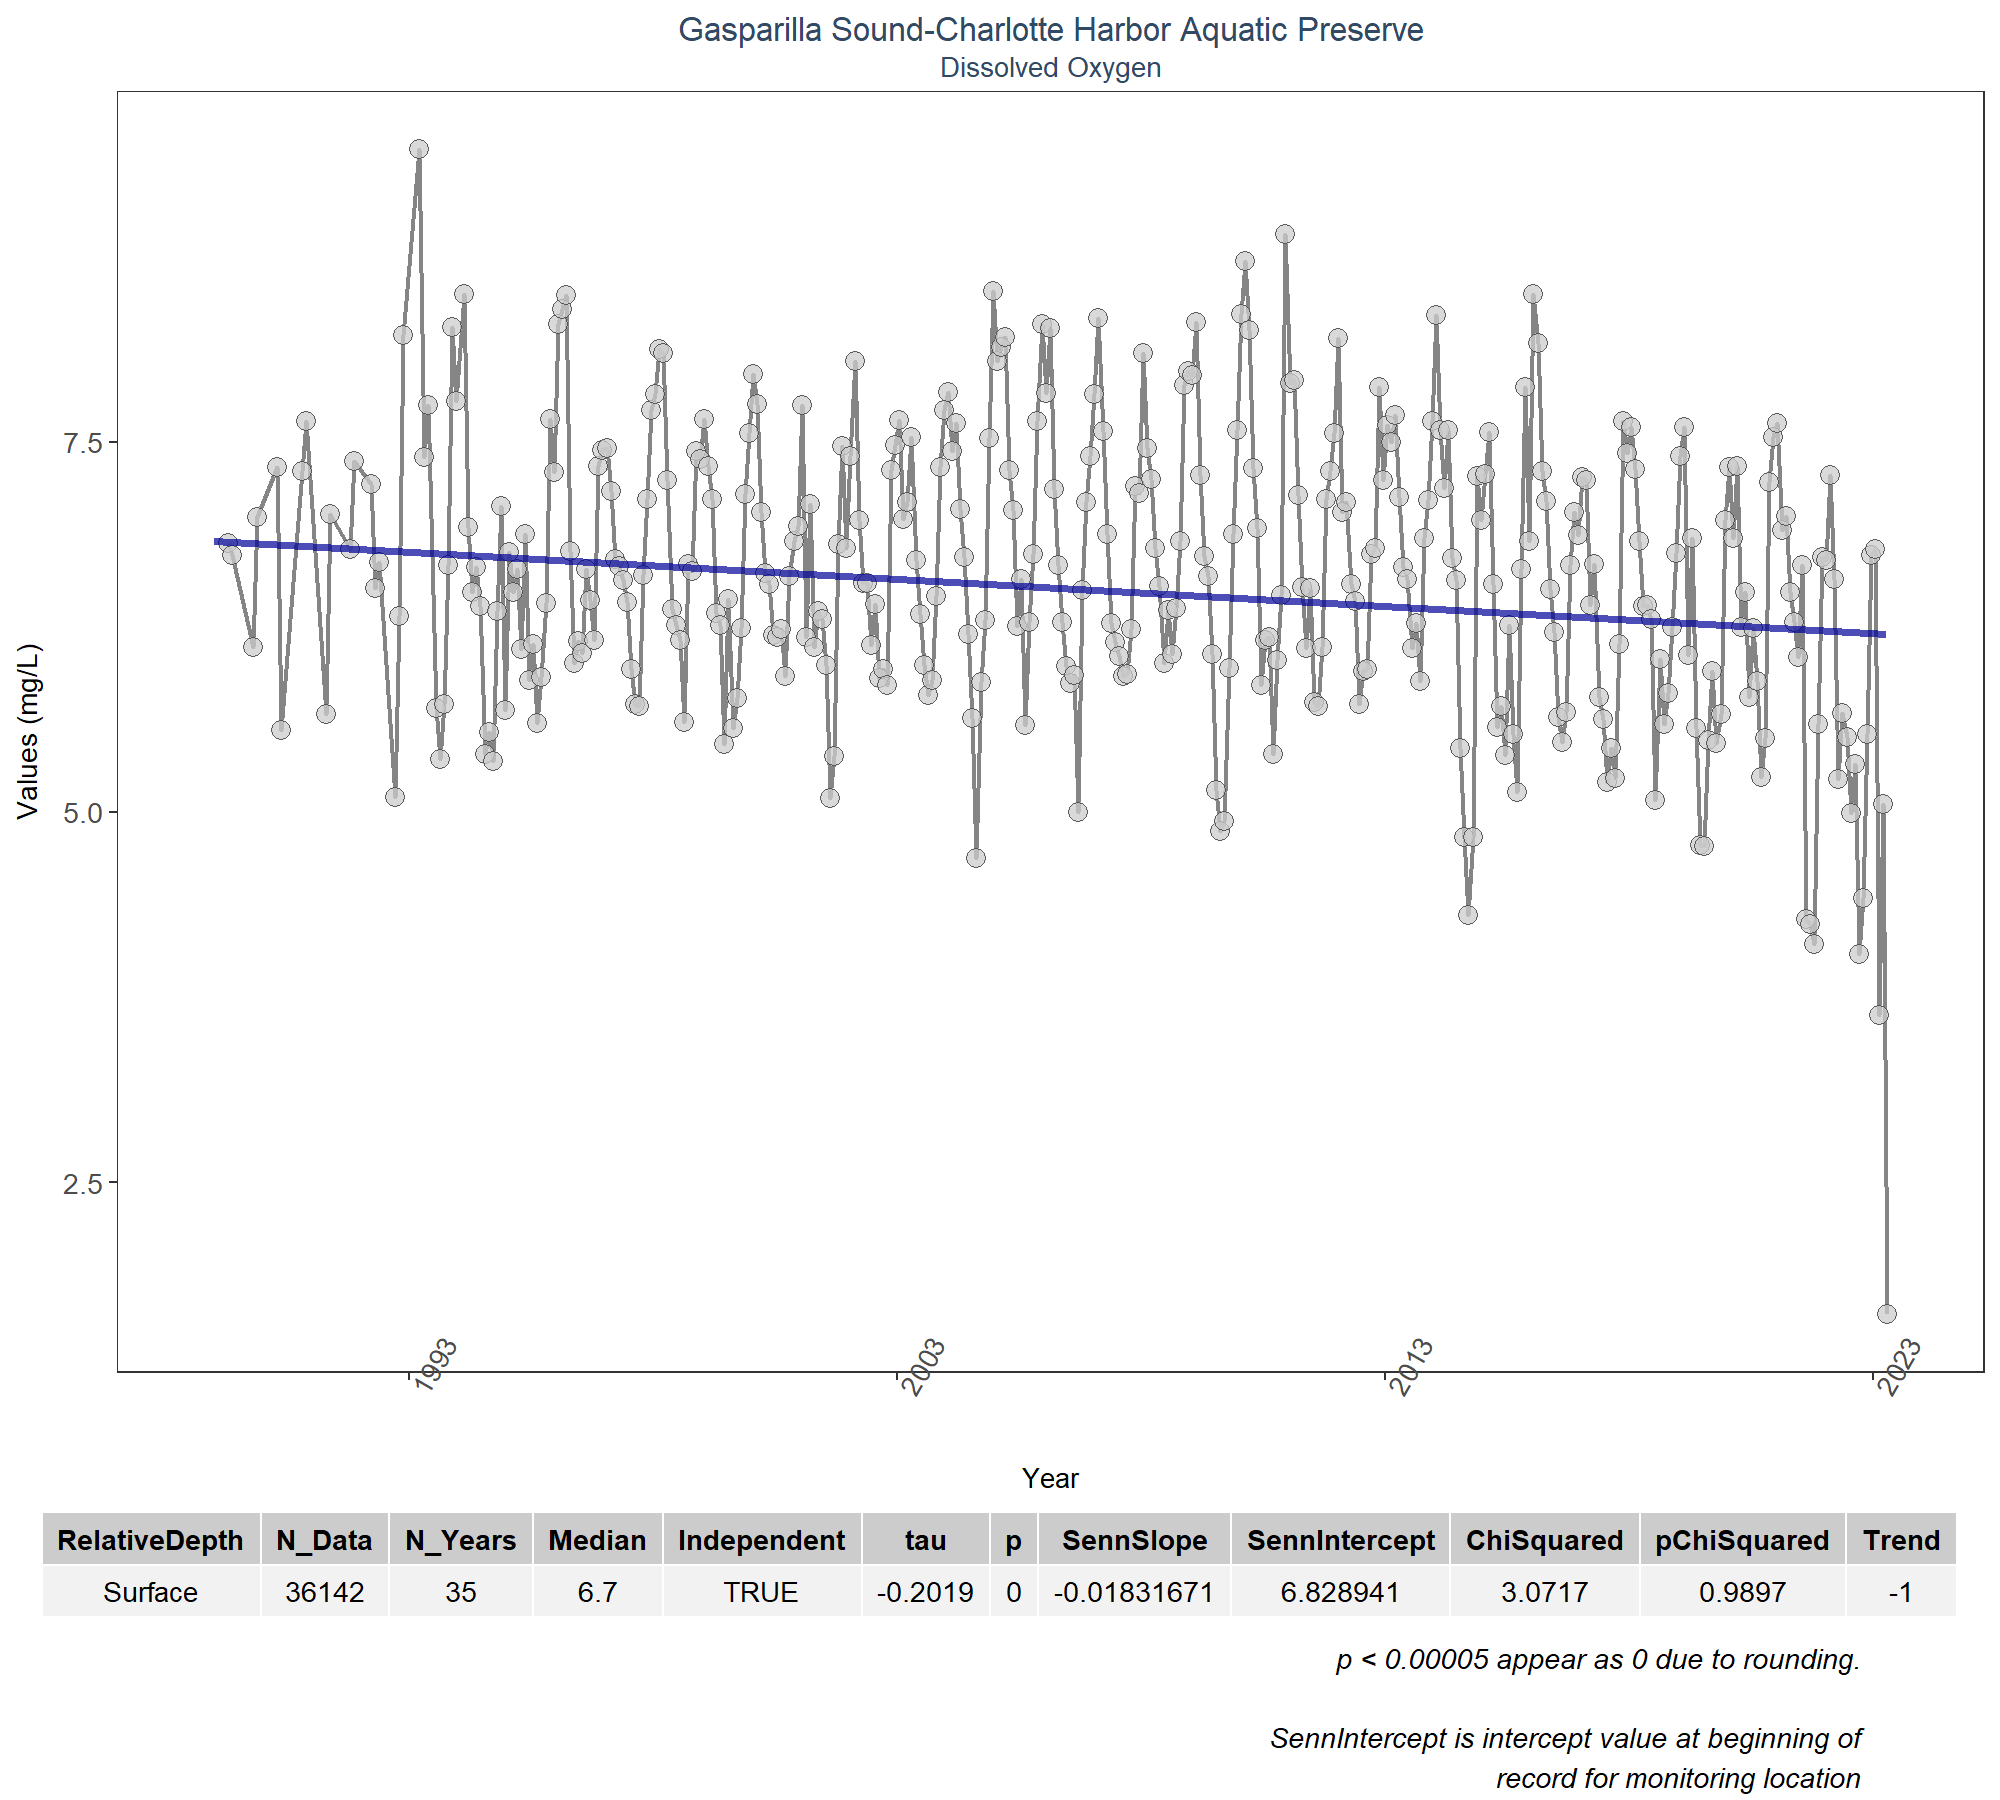 Gasparilla Sound-Charlotte Harbor Aquatic Preserve
Dissolved Oxygen
Values (mg/L)
7.5
5.0
2.5
1993
2003
2013
2023
Year
RelativeDepth N_Data N_Years Median Independent tau p SennSlope SennIntercept ChiSquared pChiSquared Trend
Surface 36142 35 6.7 TRUE -0.2019 0 -0.01831671 6.828941 3.0717 0.9897 -1
p < 0.00005 appear as 0 due to rounding.
SennIntercept is intercept value at beginning of
record for monitoring location